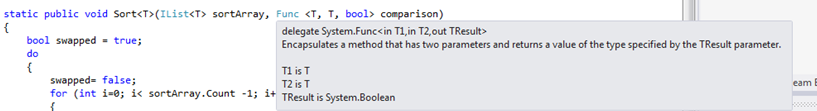 static public void Sort<T>(IList<T> sortArray, Func <T, T, bool> comparison)
{
bool swapped = true;
do
{
swapped= false;
for (int i=0; i< sortArray.Count -1; i+
{
delegate System.Func<in T1,in T2,out TResult>
Encapsulates a method that has two parameters and returns a value of the type specified by the TResult parameter.
T1 is T
T2 is T
TResult is System.Boolean
eam E